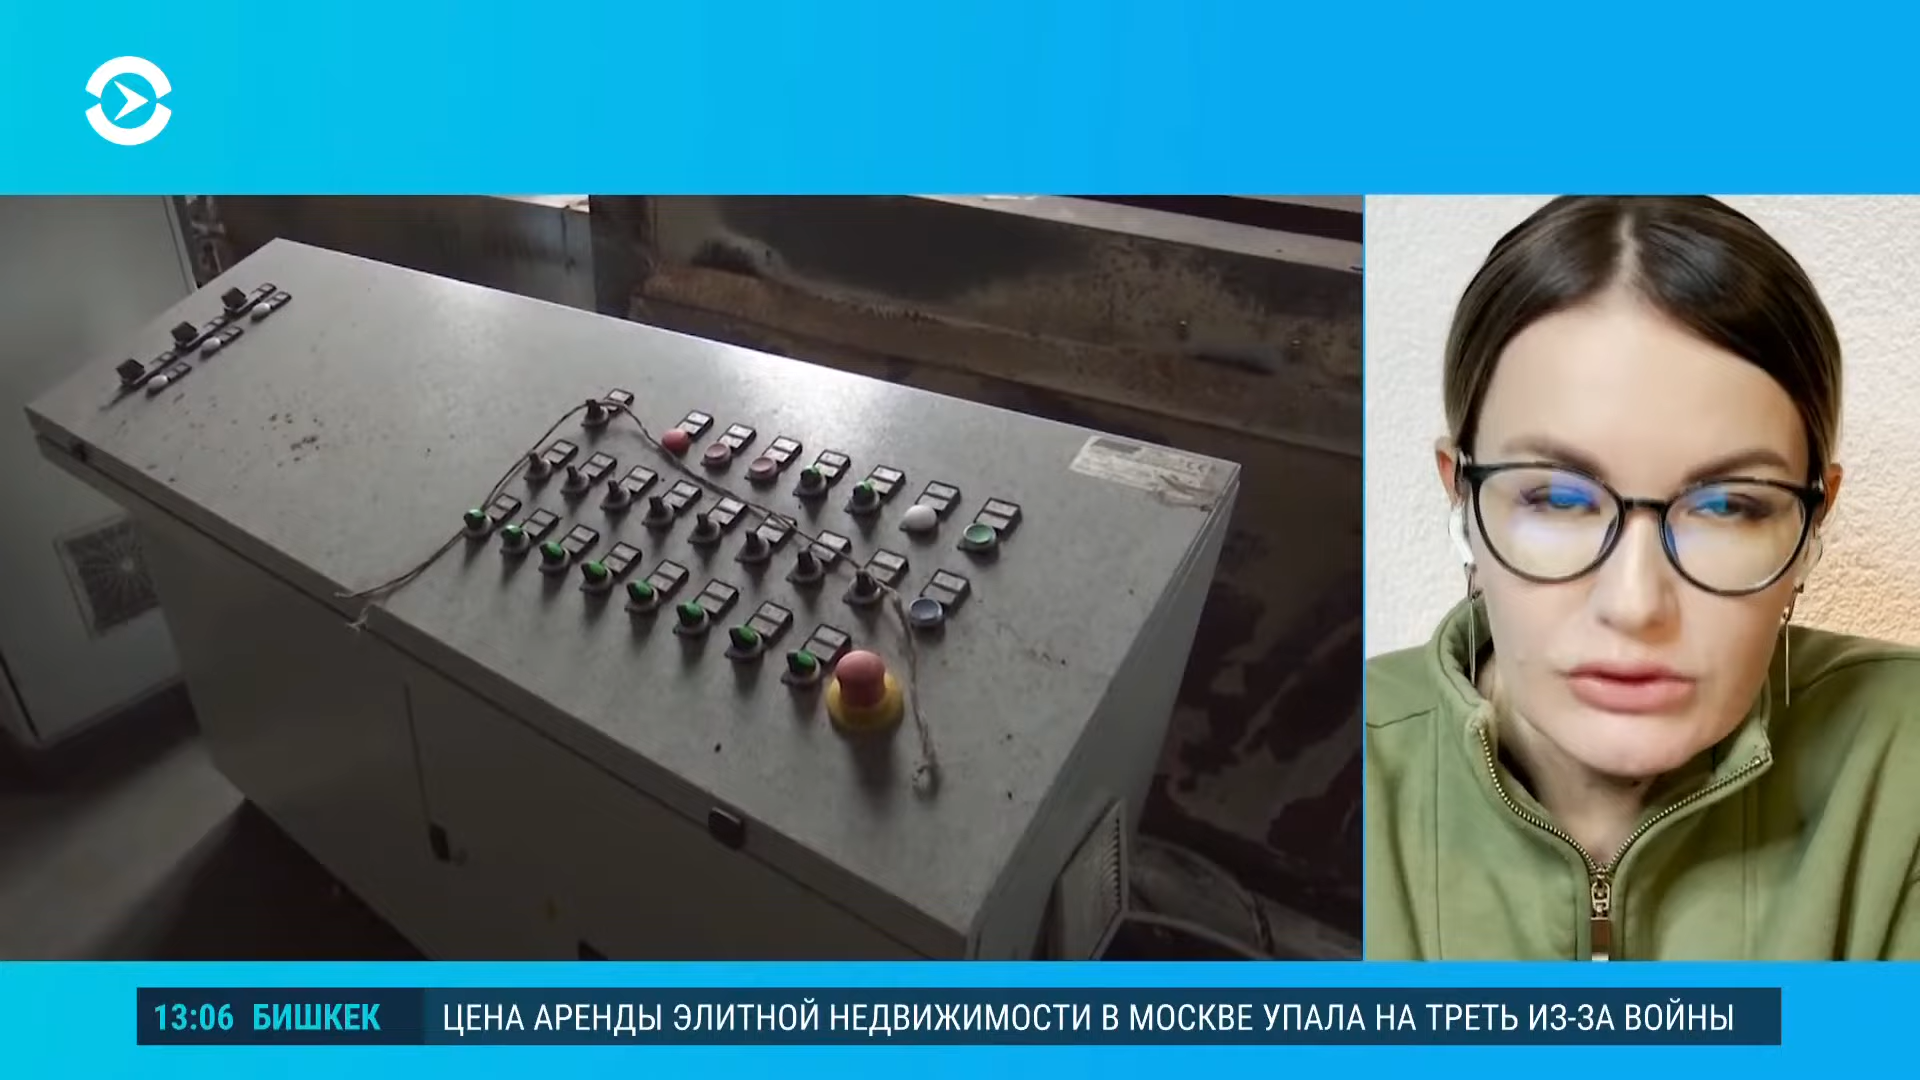 13:06 БИШКЕК ЦЕНА АРЕНДЫ ЭЛИТНОЙ НЕДВИЖИМОСТИ В МОСКВЕ УПАЛА НА ТРЕТЬ ИЗ-ЗА ВОЙНЫ